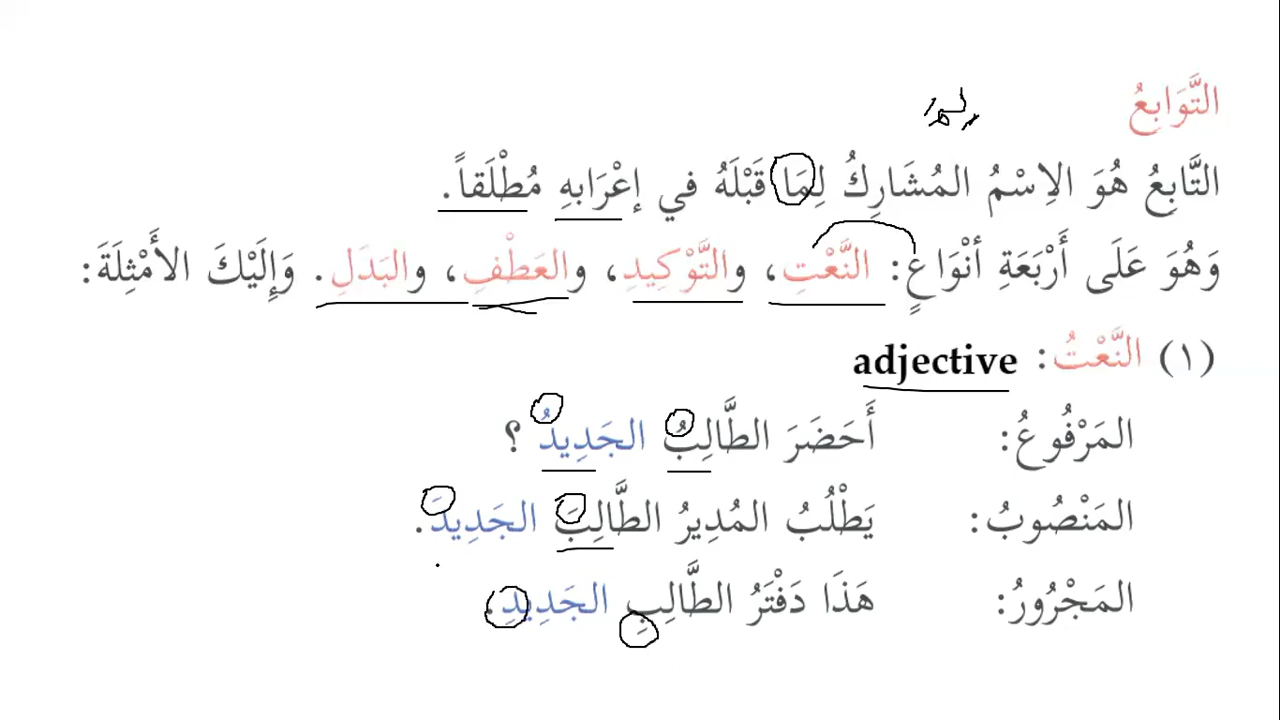 التَّوَابِعُ
التَّابِعُ هُوَ الاِسْمُ المُشَارِكُ لِمَا قَبْلَهُ في إعْرَابِهِ مُطْلَقاً.
وَهُوَ عَلَى أَرْبَعَةِ أنْوَاعٍ: النَّعْتِ، والتَّوْكِيدِ، والعَطْفِ، والبَدَلِ. وَإِلَيْكَ الأَمْثِلَةَ:
(١) النَّعْتُ: adjective
المَرْفُوعُ: أَحَضَرَ الطَّالِبُ الجَدِيدُ ؟
المَنْصُوبُ: يَطْلُبُ المُدِيرُ الطَّالِبَ الجَدِيدَ.
المَجْرُورُ: هَذَا دَفْتَرُ الطَّالِبِ الجَدِيدِ.